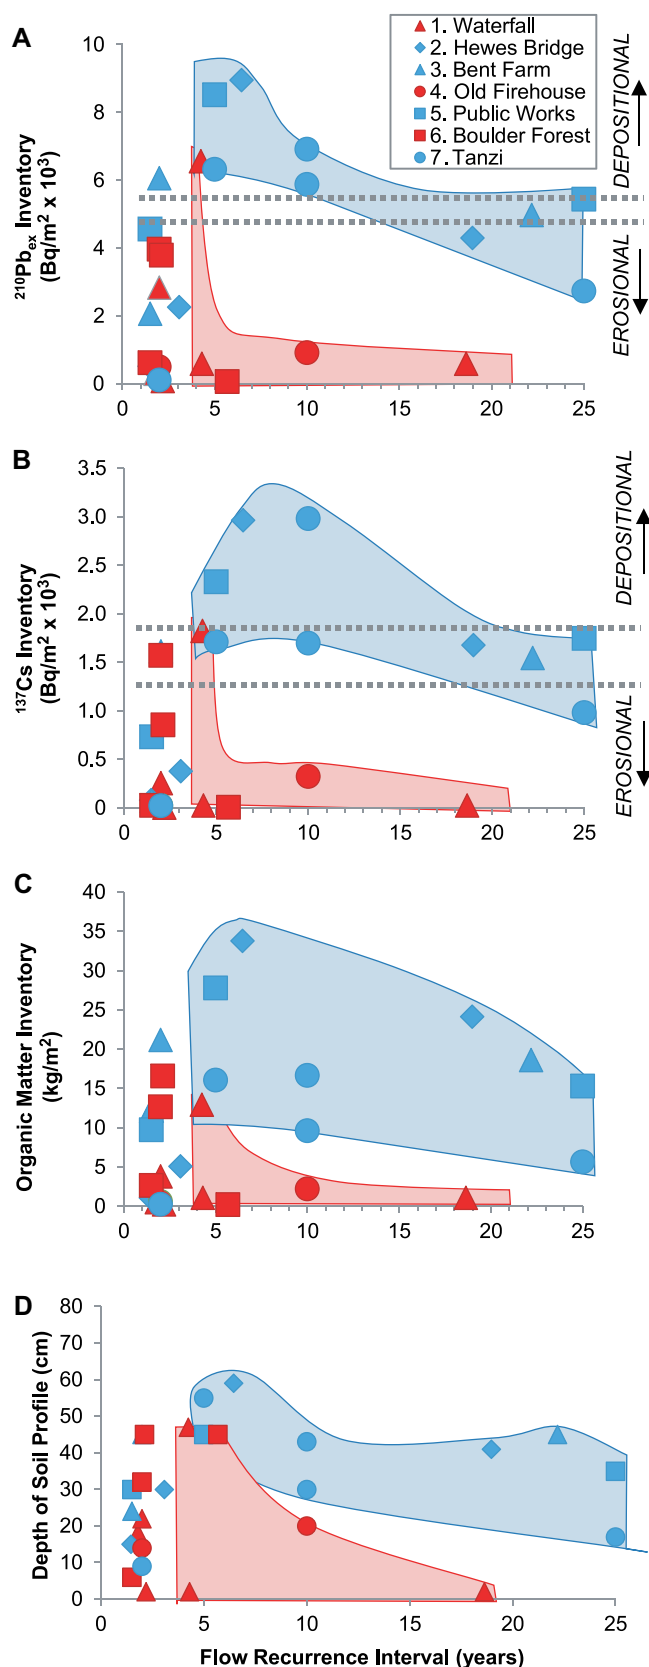 A
1. Waterfall
2. Hewes Bridge
3. Bent Farm
4. Old Firehouse
5. Public Works
6. Boulder Forest
7. Tanzi
²¹⁰Pbₑₓ Inventory
(Bq/m² x 10³)
10
8
6
4
2
0
0 5 10 15 20 25
DEPOSITIONAL
EROSIONAL
B
¹³⁷Cs Inventory
(Bq/m² x 10³)
3.5
3.0
2.5
2.0
1.5
1.0
0.5
0
0 5 10 15 20 25
DEPOSITIONAL
EROSIONAL
C
Organic Matter Inventory
(kg/m²)
40
35
30
25
20
15
10
5
0
0 5 10 15 20 25
D
Depth of Soil Profile (cm)
80
70
60
50
40
30
20
10
0
0 5 10 15 20 25
Flow Recurrence Interval (years)